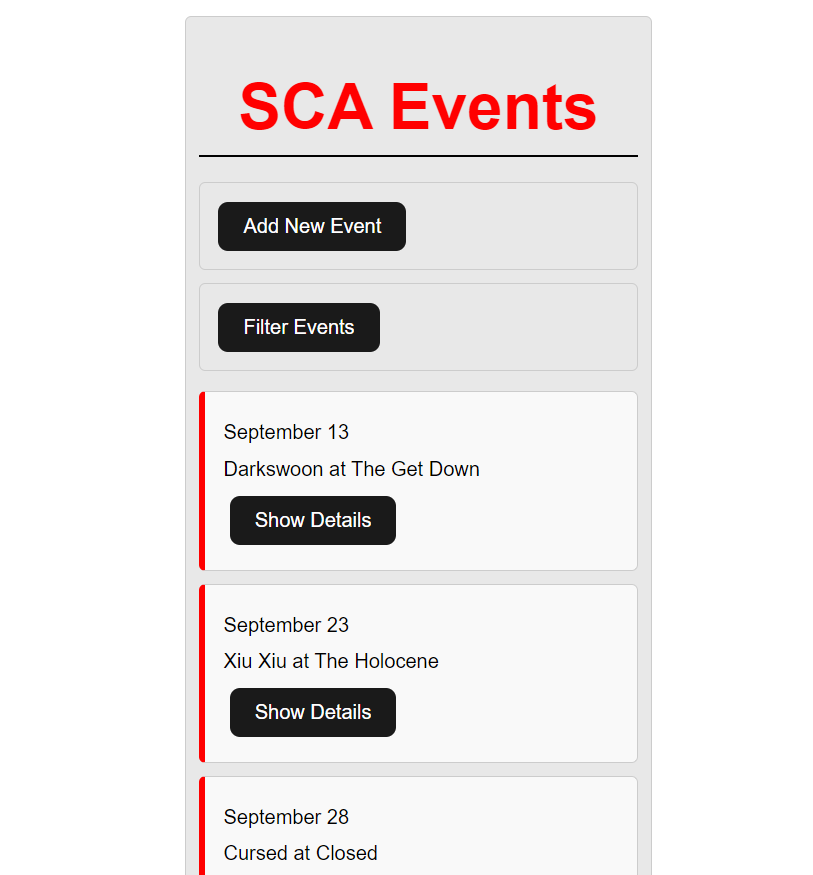 SCA Events
Add New Event
Filter Events
September 13
Darkswoon at The Get Down
Show Details
September 23
Xiu Xiu at The Holocene
Show Details
September 28
Cursed at Closed